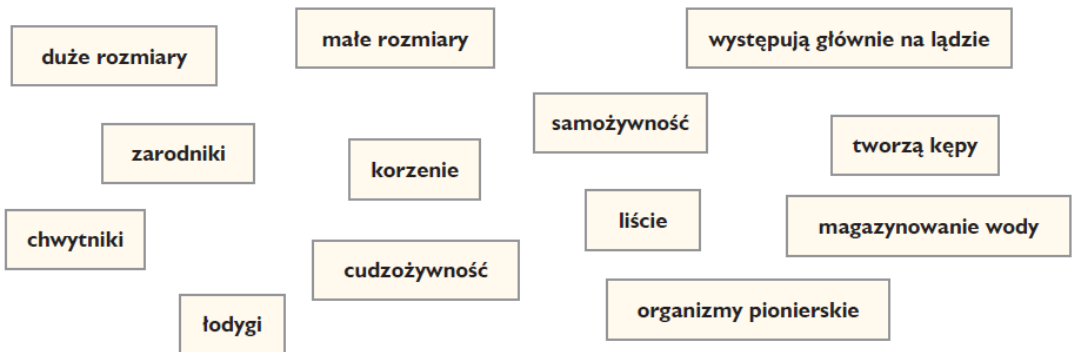 duże rozmiary
małe rozmiary
występują głównie na lądzie
zarodniki
korzenie
samożywność
tworzą kępy
chwytniki
cudzożywność
liście
magazynowanie wody
łodygi
organizmy pionierskie